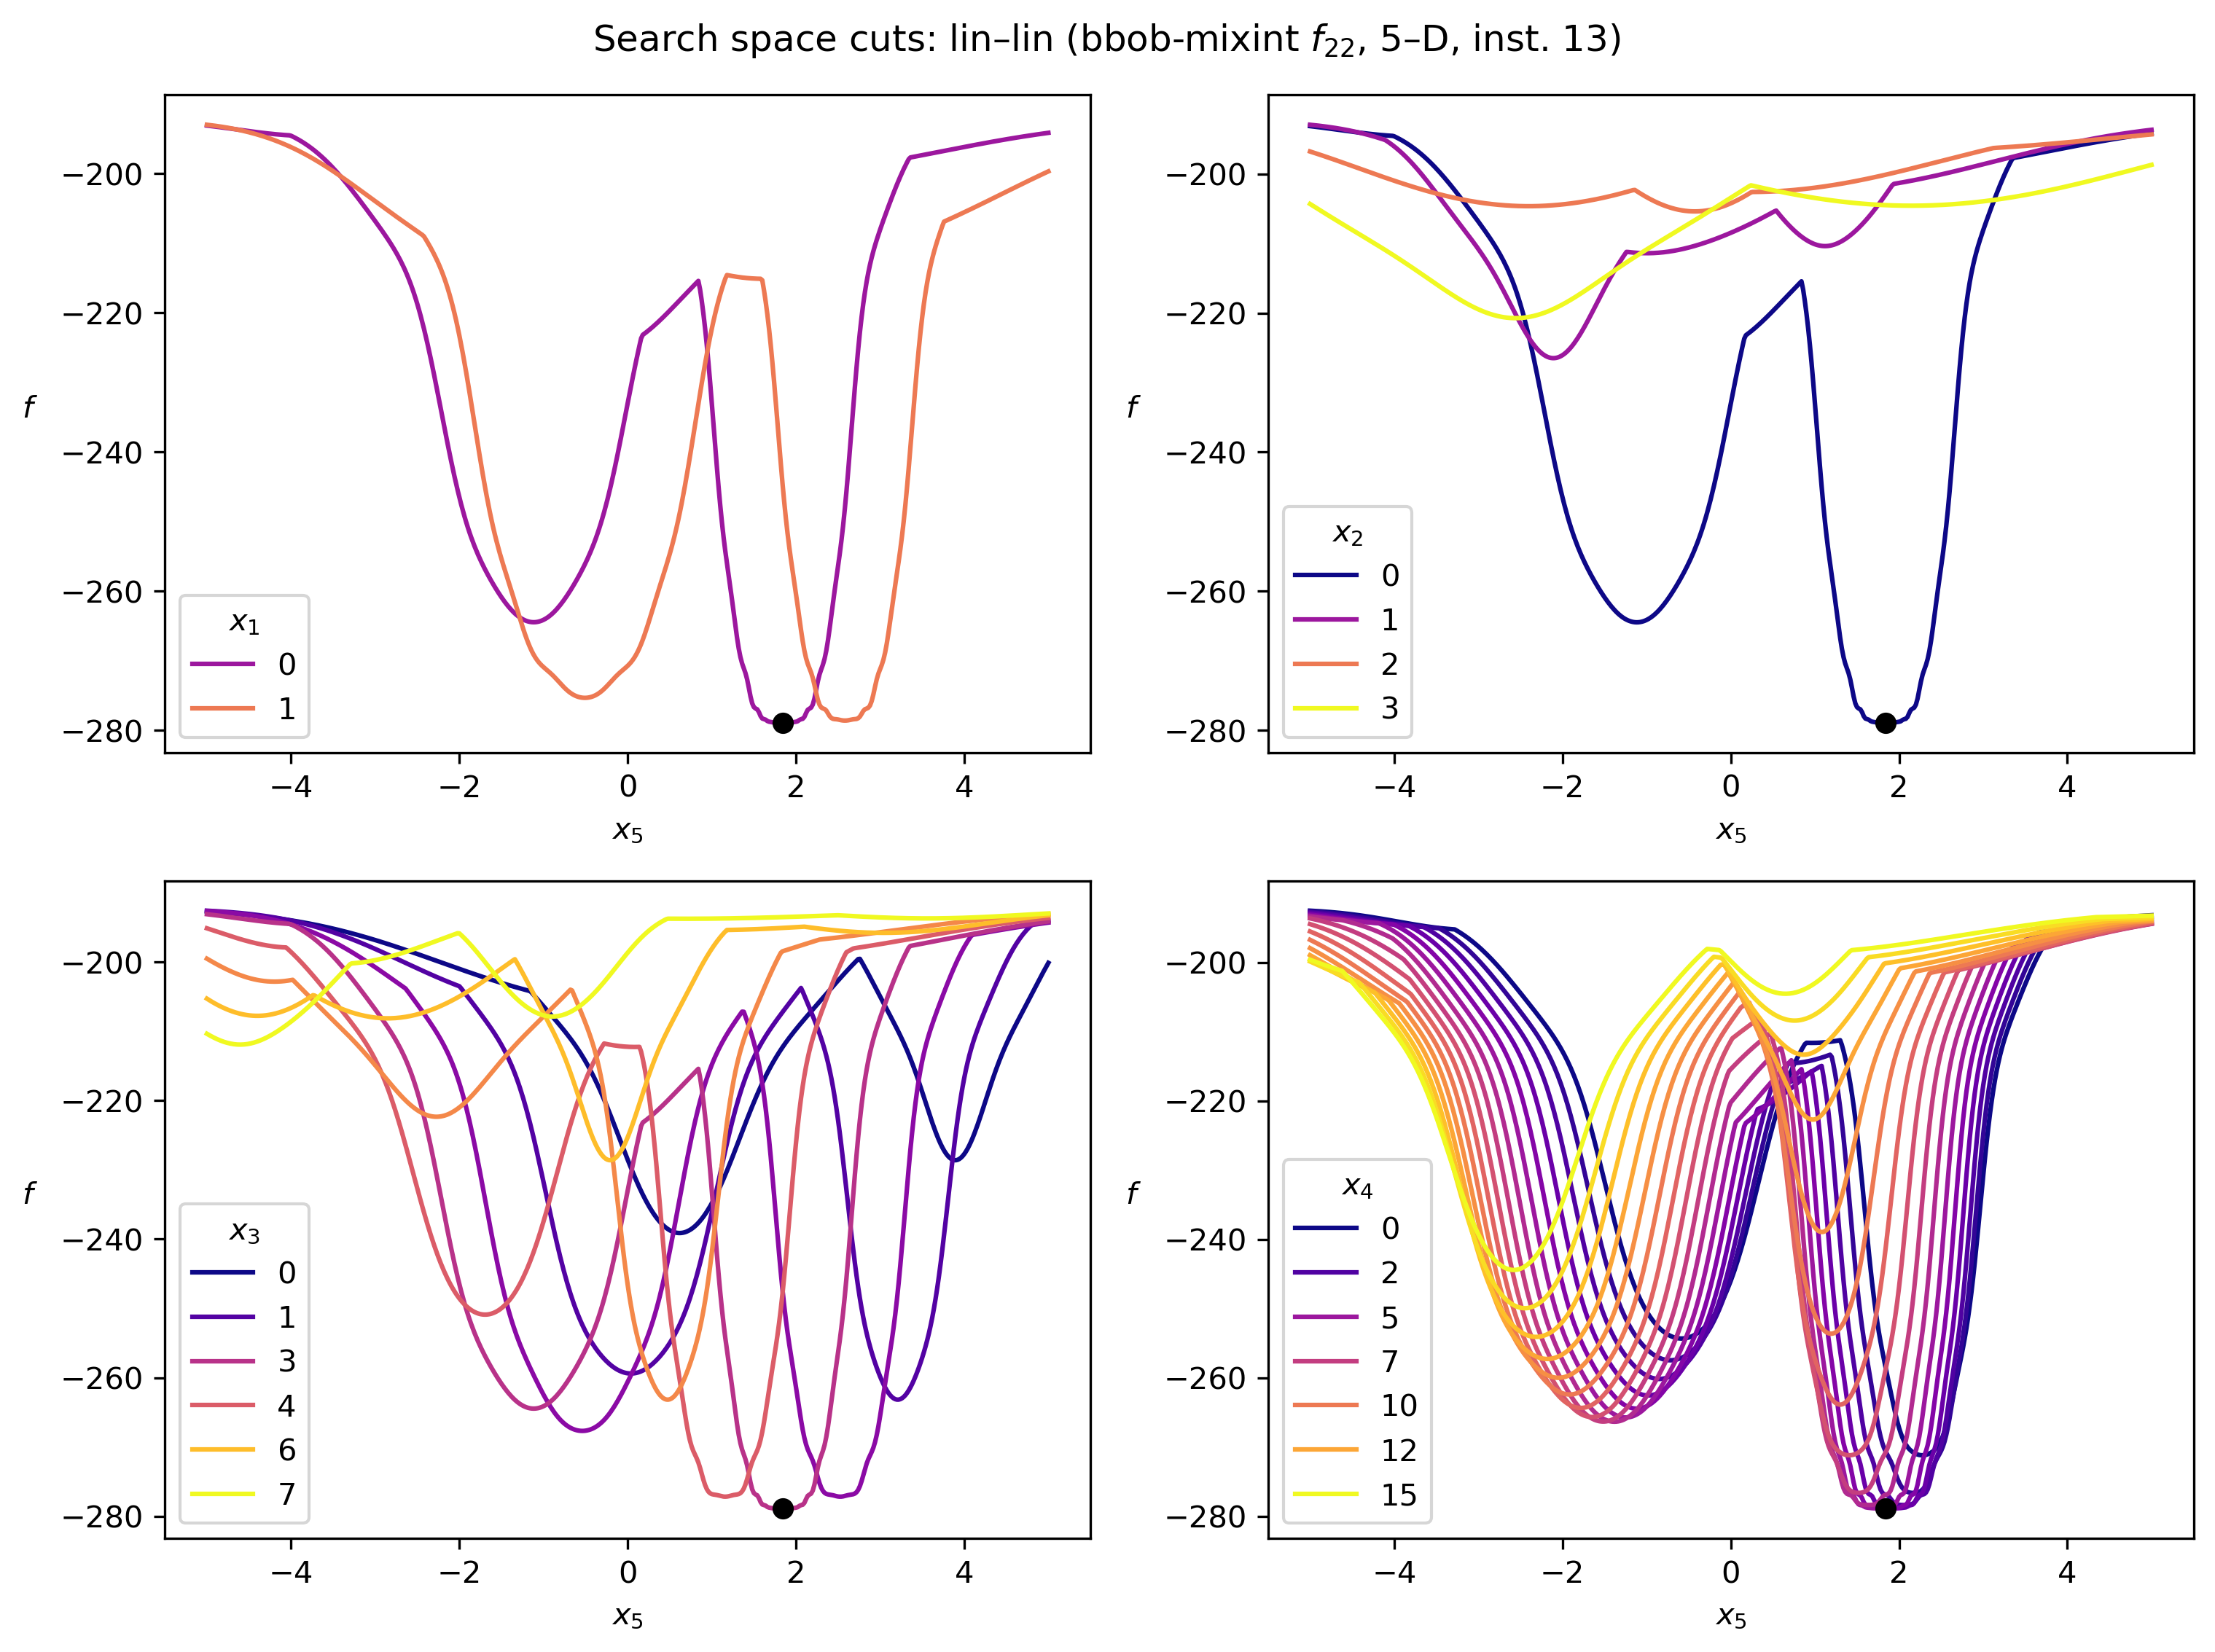 Search space cuts: lin–lin (bbob-mixint f22, 5–D, inst. 13)
−200
−220
−240
−260
−280
f
x1
0
1
−4 −2 0 2 4
x5
−200
−220
−240
−260
−280
f
x2
0
1
2
3
−4 −2 0 2 4
x5
−200
−220
−240
−260
−280
f
x3
0
1
3
4
6
7
−4 −2 0 2 4
x5
−200
−220
−240
−260
−280
f
x4
0
2
5
7
10
12
15
−4 −2 0 2 4
x5